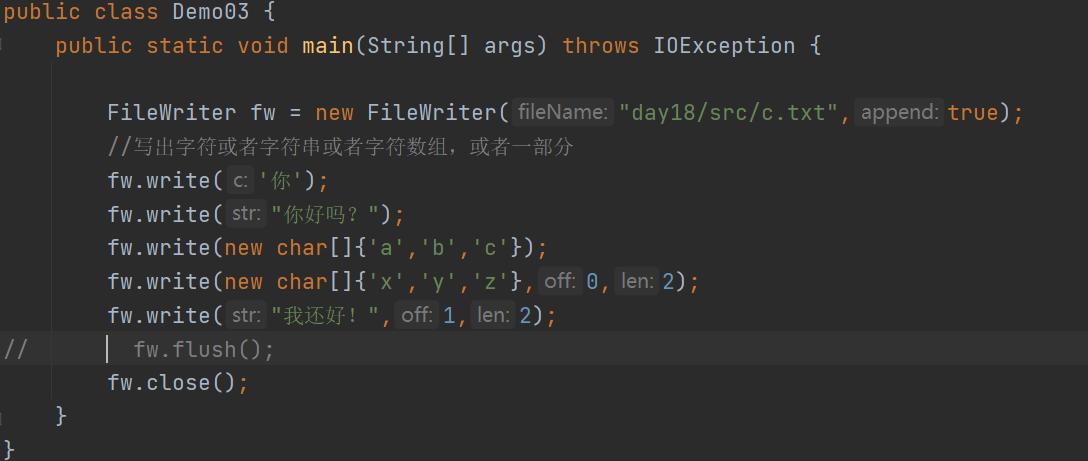 public class Demo03 {
public static void main(String[] args) throws IOException {
FileWriter fw = new FileWriter( fileName: "day18/src/c.txt", append: true);
//写出字符或者字符串或者字符数组，或者一部分
fw.write( c: '你');
fw.write( str: "你好吗？");
fw.write(new char[]{'a','b','c'});
fw.write(new char[]{'x','y','z'}, off: 0, len: 2);
fw.write( str: "我还好！", off: 1, len: 2);
// fw.flush();
fw.close();
}
}